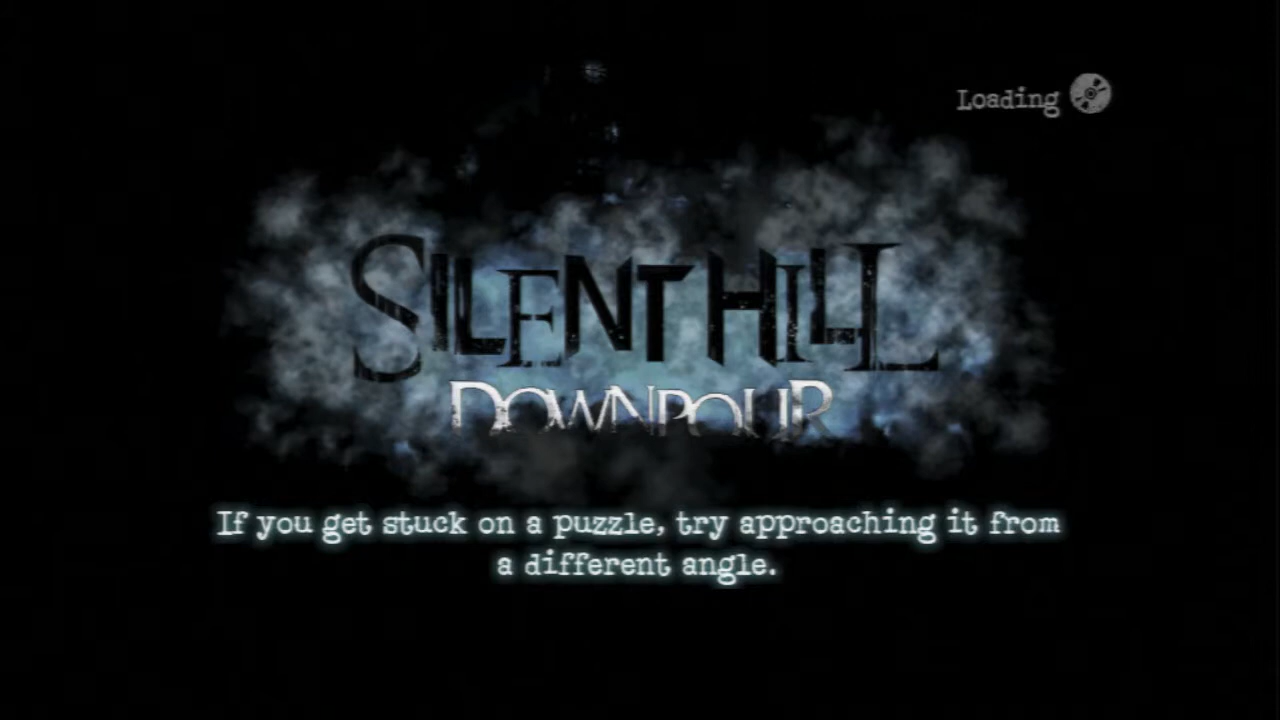 Loading
SILENT HILL
DOWNPOUR
If you get stuck on a puzzle, try approaching it from
a different angle.